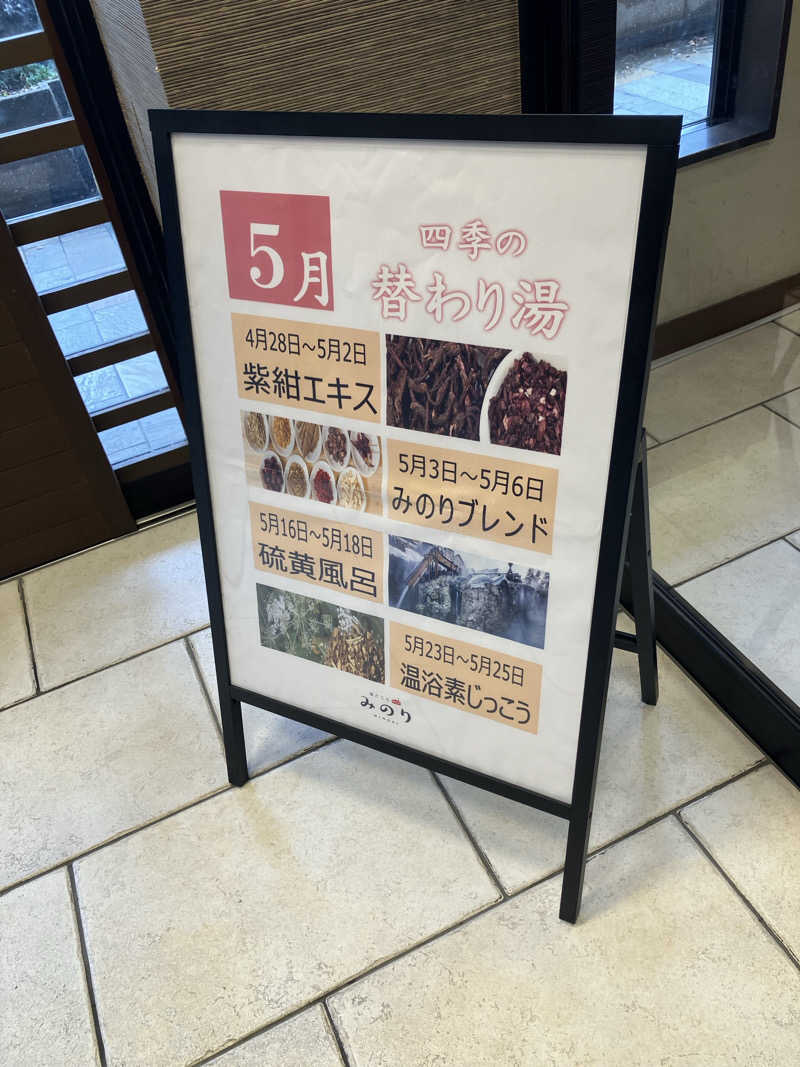 5月
四季の
替わり湯
4月28日～5月2日
紫紺エキス
5月3日～5月6日
みのりブレンド
5月16日～5月18日
硫黄風呂
5月23日～5月25日
温浴素じっこう
みのり
MINORI